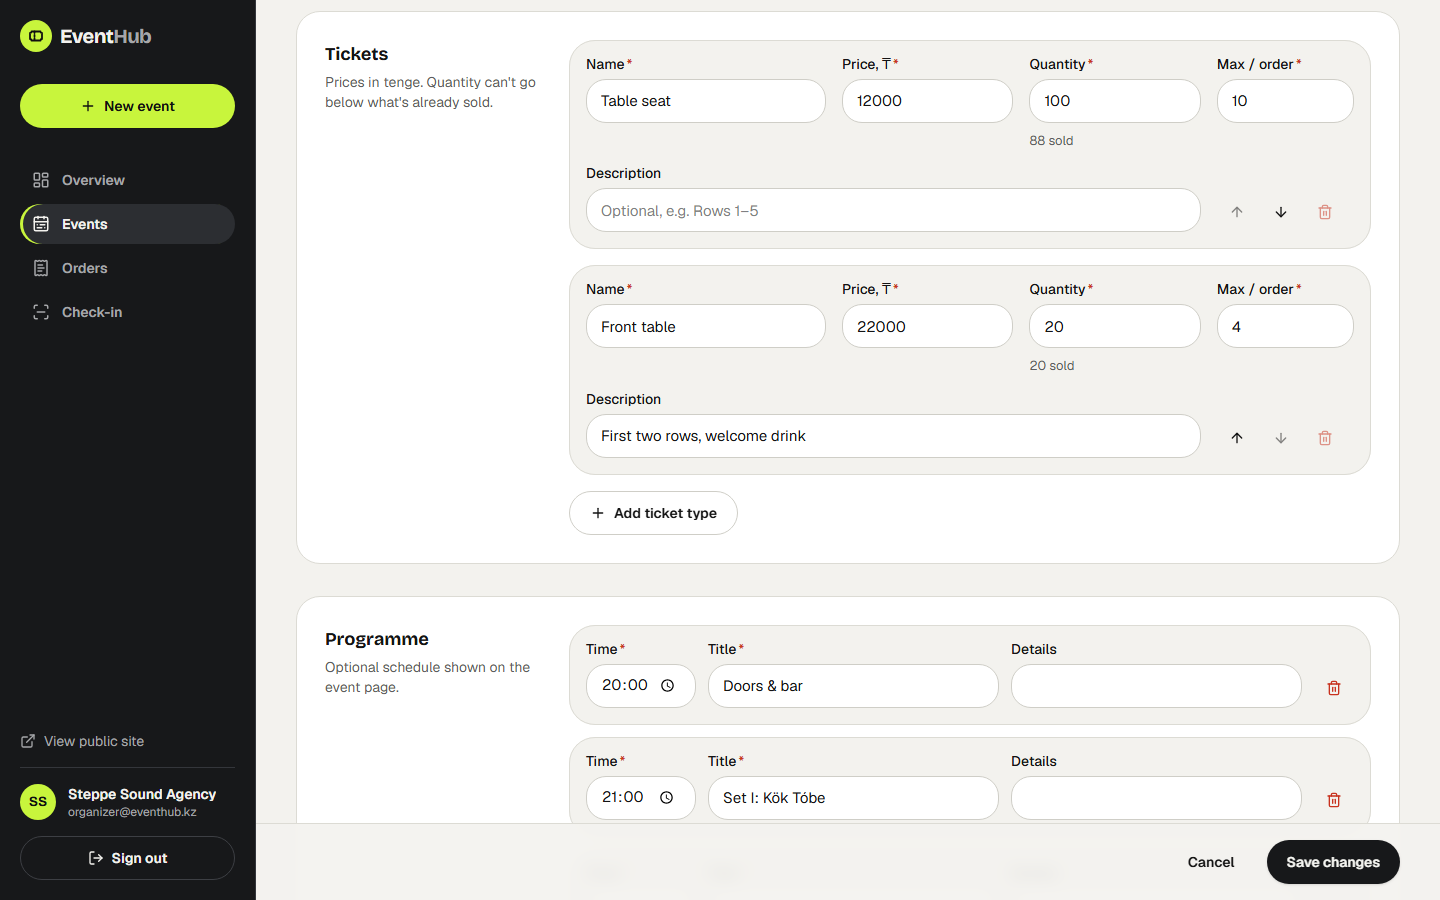 EventHub
New event
Overview
Events
Orders
Check-in
View public site
SS
Steppe Sound Agency
organizer@eventhub.kz
Sign out
Tickets
Prices in tenge. Quantity can't go
below what's already sold.
Name* Price, ₸* Quantity* Max / order*
Table seat 12000 100 10
88 sold
Description
Optional, e.g. Rows 1–5
Name* Price, ₸* Quantity* Max / order*
Front table 22000 20 4
20 sold
Description
First two rows, welcome drink
Add ticket type
Programme
Optional schedule shown on the
event page.
Time* Title* Details
20:00 Doors & bar
Time* Title* Details
21:00 Set I: Kök Tóbe
Cancel Save changes